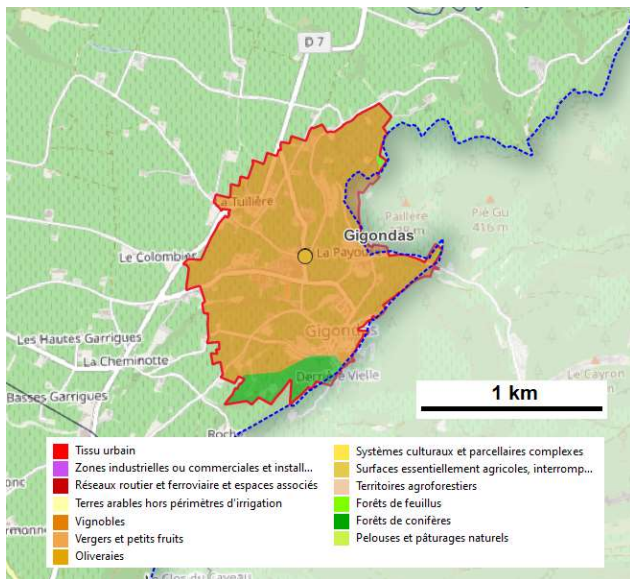 D 7
La Tuilière
Paillère
Pié Gu
416 m
Gigondas
Le Colombier
La Payou
Gigondas
Les Hautes Garrigues
La Cheminotte
Derrière Vielle
Le Cayron
Basses Garrigues
1 km
Roch
Tissu urbain
Zones industrielles ou commerciales et install...
Réseaux routier et ferroviaire et espaces associés
Terres arables hors périmètres d'irrigation
Vignobles
Vergers et petits fruits
Oliveraies
Systèmes culturaux et parcellaires complexes
Surfaces essentiellement agricoles, interromp...
Territoires agroforestiers
Forêts de feuillus
Forêts de conifères
Pelouses et pâturages naturels